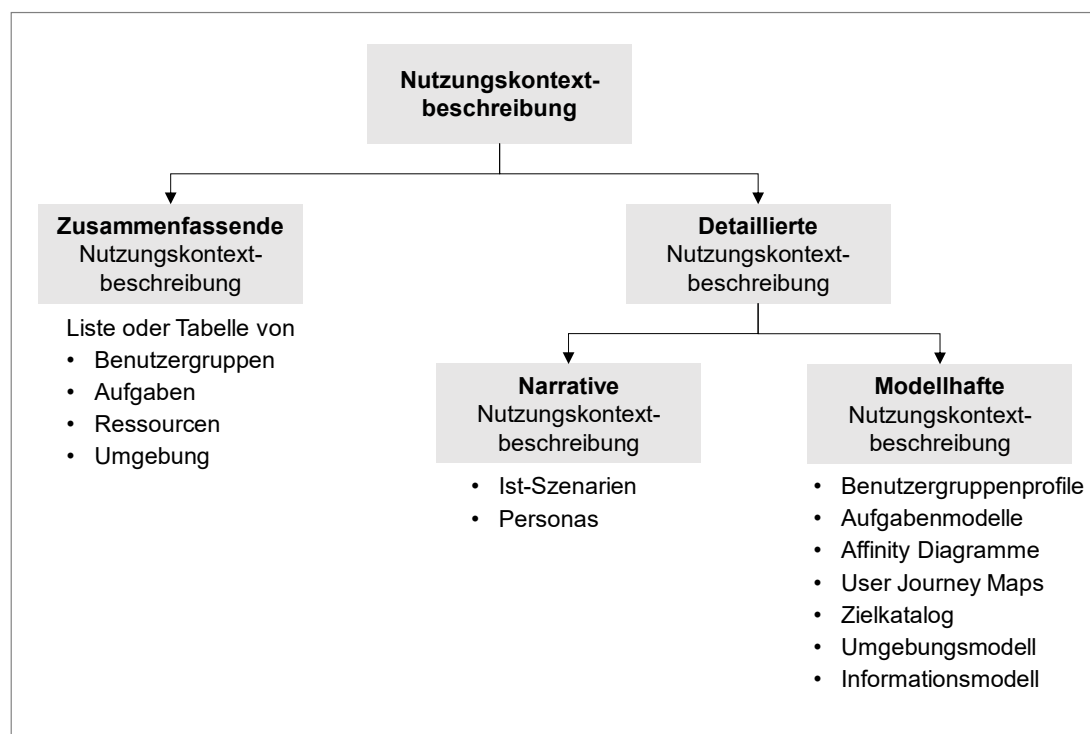 Nutzungskontext-
beschreibung
Zusammenfassende
Nutzungskontext-
beschreibung
Liste oder Tabelle von
• Benutzergruppen
• Aufgaben
• Ressourcen
• Umgebung
Detaillierte
Nutzungskontext-
beschreibung
Narrative
Nutzungskontext-
beschreibung
• Ist-Szenarien
• Personas
Modellhafte
Nutzungskontext-
beschreibung
• Benutzergruppenprofile
• Aufgabenmodelle
• Affinity Diagramme
• User Journey Maps
• Zielkatalog
• Umgebungsmodell
• Informationsmodell